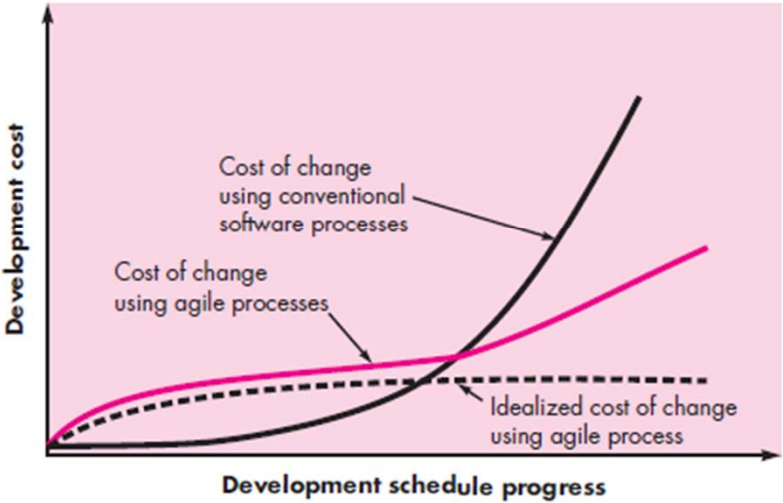 Development cost
Cost of change
using conventional
software processes
Cost of change
using agile processes
Idealized cost of change
using agile process
Development schedule progress